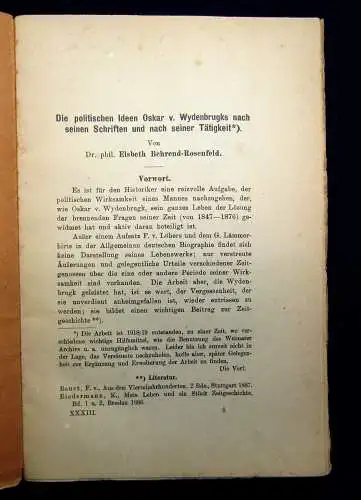 Die politischen Ideen Oskar v. Wydenbrugks nach
seinen Schriften und nach seiner Tätigkeit*).
Von
Dr. phil. Elsbeth Behrend-Rosenfeld.
Vorwort.
Es ist für den Historiker eine reizvolle Aufgabe, der
politischen Wirksamkeit eines Mannes nachzugehen, der,
wie Oskar v. Wydenbrugk, sein ganzes Leben der Lösung
der brennenden Fragen seiner Zeit (von 1847—1876) ge-
widmet hat und aktiv daran beteiligt ist.
Außer einem Aufsatz F. v. Löhers und dem G. Lämmer-
hirts in der Allgemeinen deutschen Biographie findet sich
keine Darstellung seines Lebenswerks; nur verstreute
Äußerungen und gelegentliche Urteile verschiedener Zeit-
genossen über die eine oder andere Periode seiner Wirk-
samkeit sind vorhanden. Die Arbeit aber, die Wyden-
brugk geleistet hat, ist es wert, der Vergessenheit, der
sie unverdient anheimgefallen ist, wieder entrissen zu
werden; sie bildet einen wichtigen Beitrag zur Zeit-
geschichte **).
*) Die Arbeit ist 1918/19 entstanden, zu einer Zeit, wo ver-
schiedene wichtige Hilfsmittel, wie die Benutzung des Weimarer
Archivs u. a. unzugänglich waren. Leider bin ich zurzeit nicht in
der Lage, das Versäumte nachzuholen, hoffe aber, später Gelegen-
heit zur Ergänzung und Erweiterung der Arbeit zu finden.
Die Verf.
**) Literatur.
Beust, F. v., Aus drei Vierteljahrhunderten. 2 Bde., Stuttgart 1887.
Biedermann, K., Mein Leben und ein Stück Zeitgeschichte,
Bd. 1 u. 2, Breslau 1886.
XXXIII.